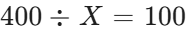 400 ÷ X = 100